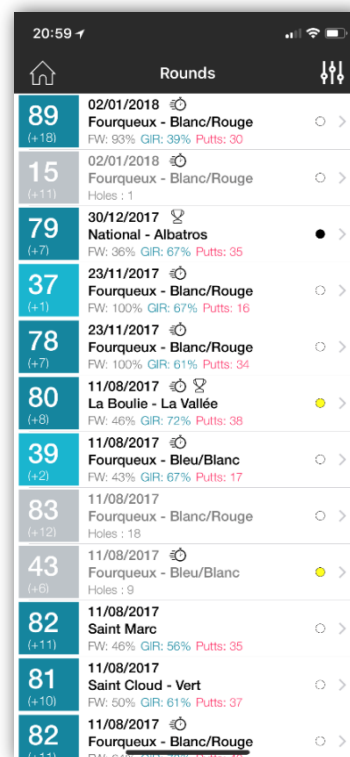 20:59
Rounds
89
(+18)
02/01/2018
Fourqueux - Blanc/Rouge
FW: 93% GIR: 39% Putts: 30
15
(+11)
02/01/2018
Fourqueux - Blanc/Rouge
Holes : 1
79
(+7)
30/12/2017
National - Albatros
FW: 36% GIR: 67% Putts: 35
37
(+1)
23/11/2017
Fourqueux - Blanc/Rouge
FW: 100% GIR: 67% Putts: 16
78
(+7)
23/11/2017
Fourqueux - Blanc/Rouge
FW: 100% GIR: 61% Putts: 34
80
(+8)
11/08/2017
La Boulie - La Vallée
FW: 46% GIR: 72% Putts: 38
39
(+2)
11/08/2017
Fourqueux - Bleu/Blanc
FW: 43% GIR: 67% Putts: 17
83
(+12)
11/08/2017
Fourqueux - Blanc/Rouge
Holes : 18
43
(+6)
11/08/2017
Fourqueux - Bleu/Blanc
Holes : 9
82
(+11)
11/08/2017
Saint Marc
FW: 46% GIR: 56% Putts: 35
81
(+10)
11/08/2017
Saint Cloud - Vert
FW: 50% GIR: 61% Putts: 37
82
(+11)
11/08/2017
Fourqueux - Blanc/Rouge